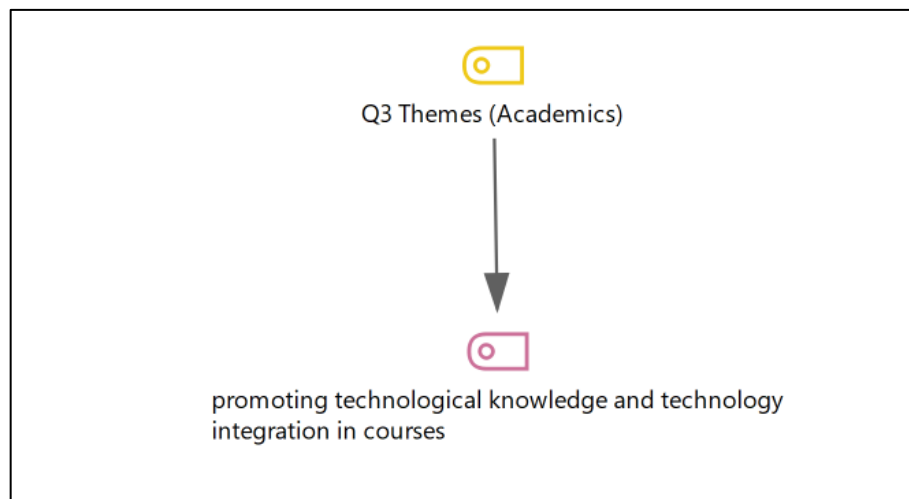 Q3 Themes (Academics)
promoting technological knowledge and technology
integration in courses